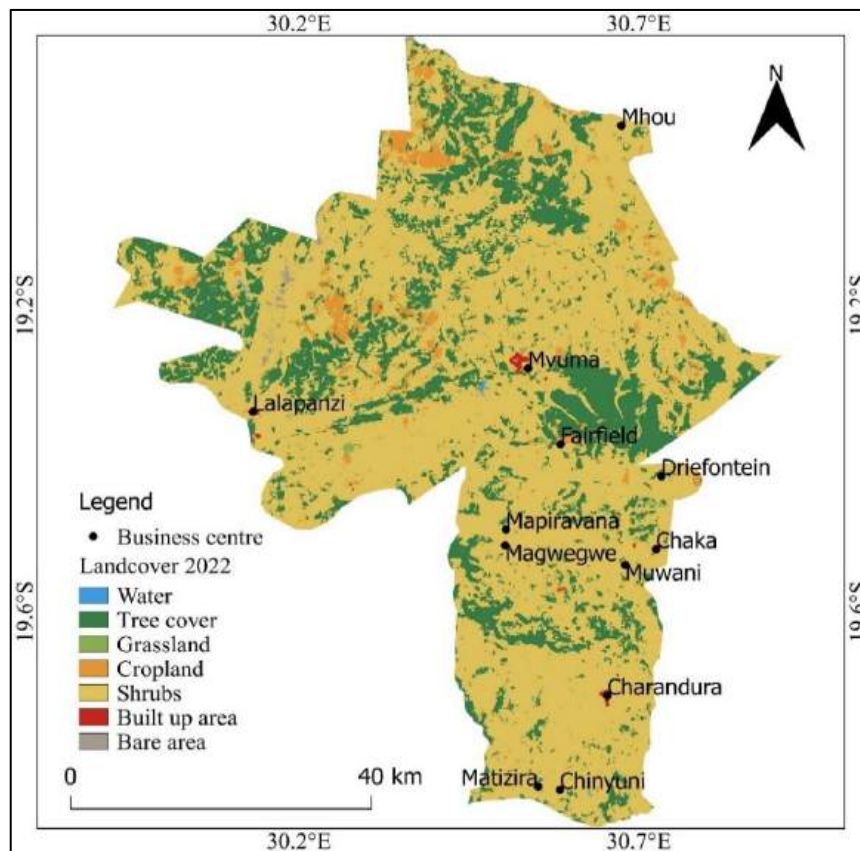 30.2°E
30.7°E
N
Mhou
19.2°S
19.2°S
Mvuma
Lalapanzi
Fairfield
Driefontein
Legend
Business centre
Mapiravana
Magwegwe
Chaka
Muwani
Landcover 2022
Water
Tree cover
Grassland
Cropland
Shrubs
Built up area
Bare area
19.6°S
19.6°S
Charandura
0
40 km
Matizira
Chinyuni
30.2°E
30.7°E